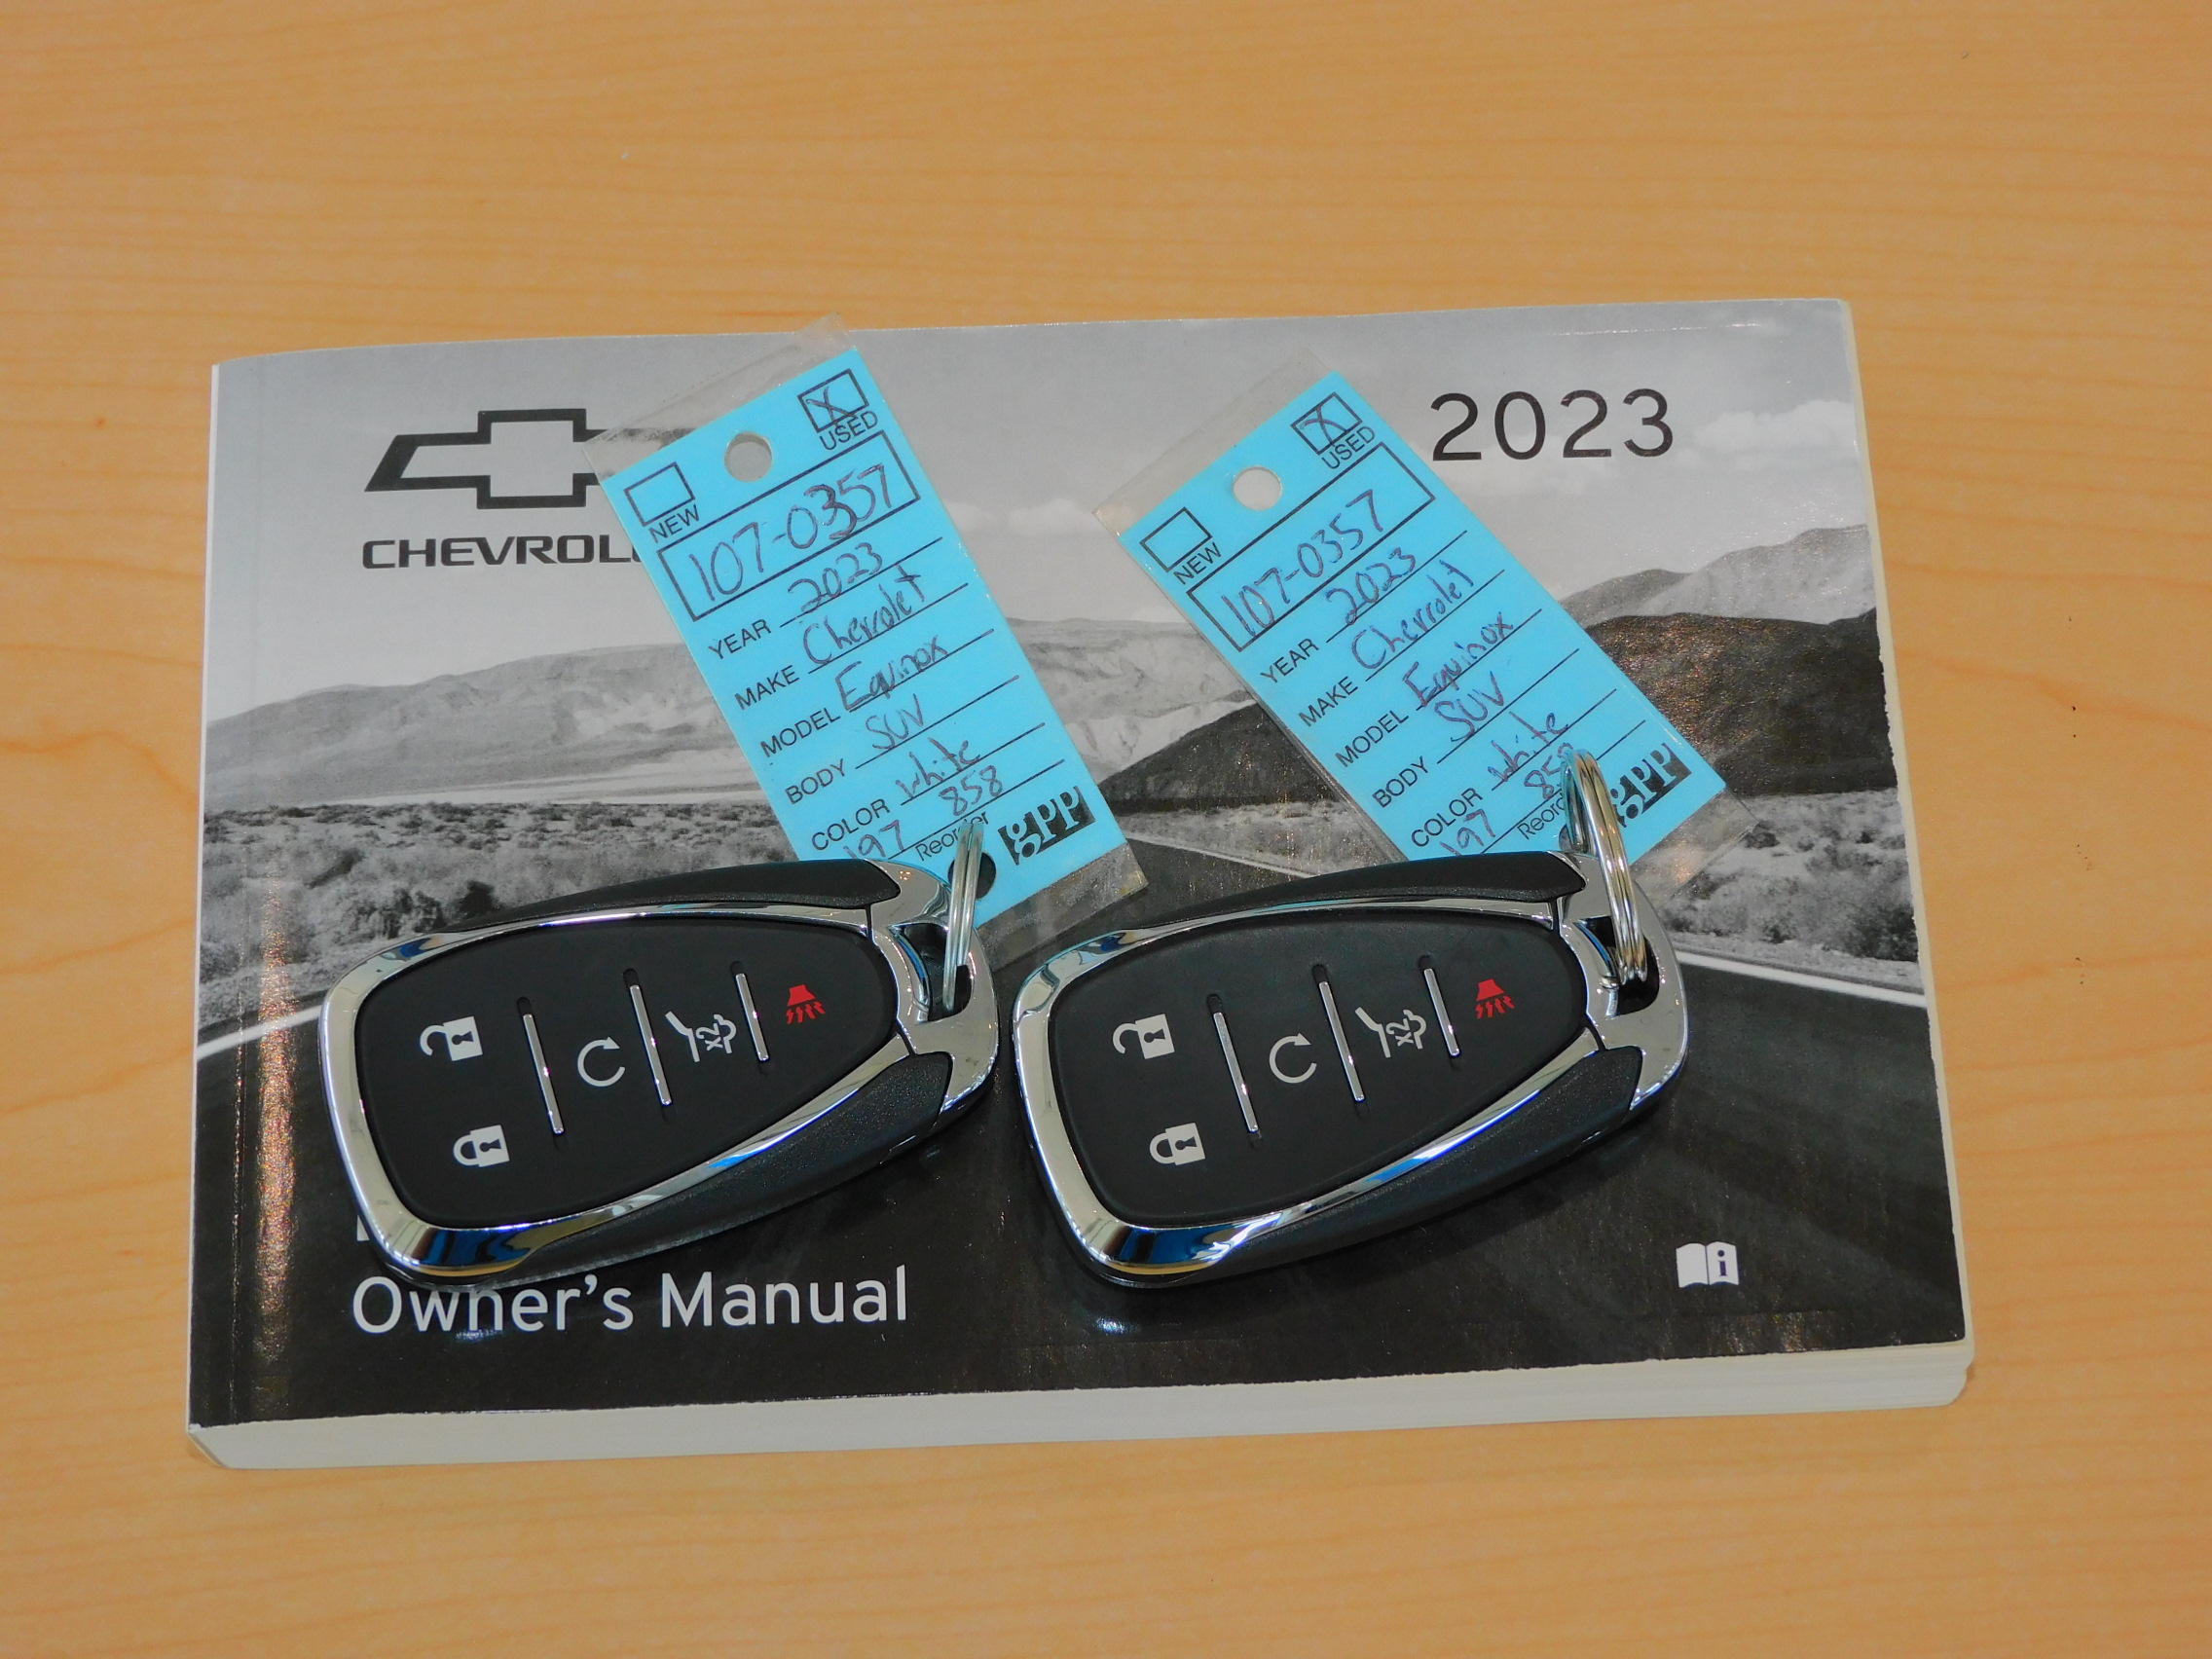 CHEVROL
2023
NEW
USED
107-0357
YEAR 2023
MAKE Chevrolet
MODEL Equinox
BODY SUV
COLOR White
197 858
Reorder
gpp
NEW
USED
107-0357
YEAR 2023
MAKE Chevrolet
MODEL Equinox
BODY SUV
COLOR White
197
gpp
x2
x2
Owner's Manual
i